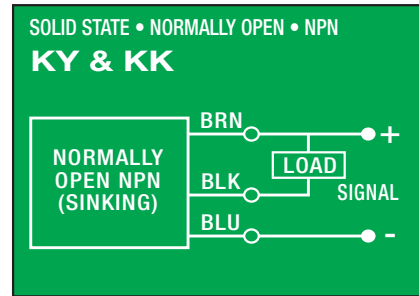 SOLID STATE • NORMALLY OPEN • NPN
KY & KK
BRN
+
NORMALLY
OPEN NPN
(SINKING)
LOAD
BLK
SIGNAL
BLU
-